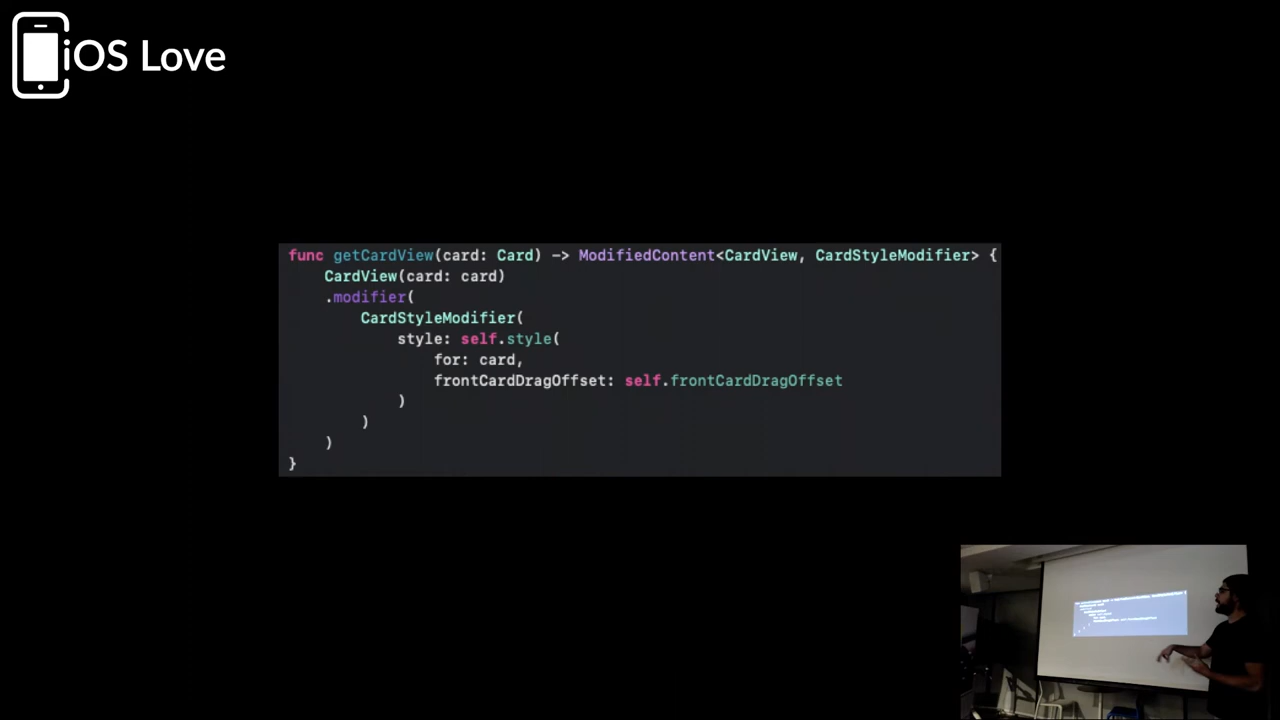 iOS Love
func getCardView(card: Card) -> ModifiedContent<CardView, CardStyleModifier> {
CardView(card: card)
.modifier(
CardStyleModifier(
style: self.style(
for: card,
frontCardDragOffset: self.frontCardDragOffset
)
)
)
}